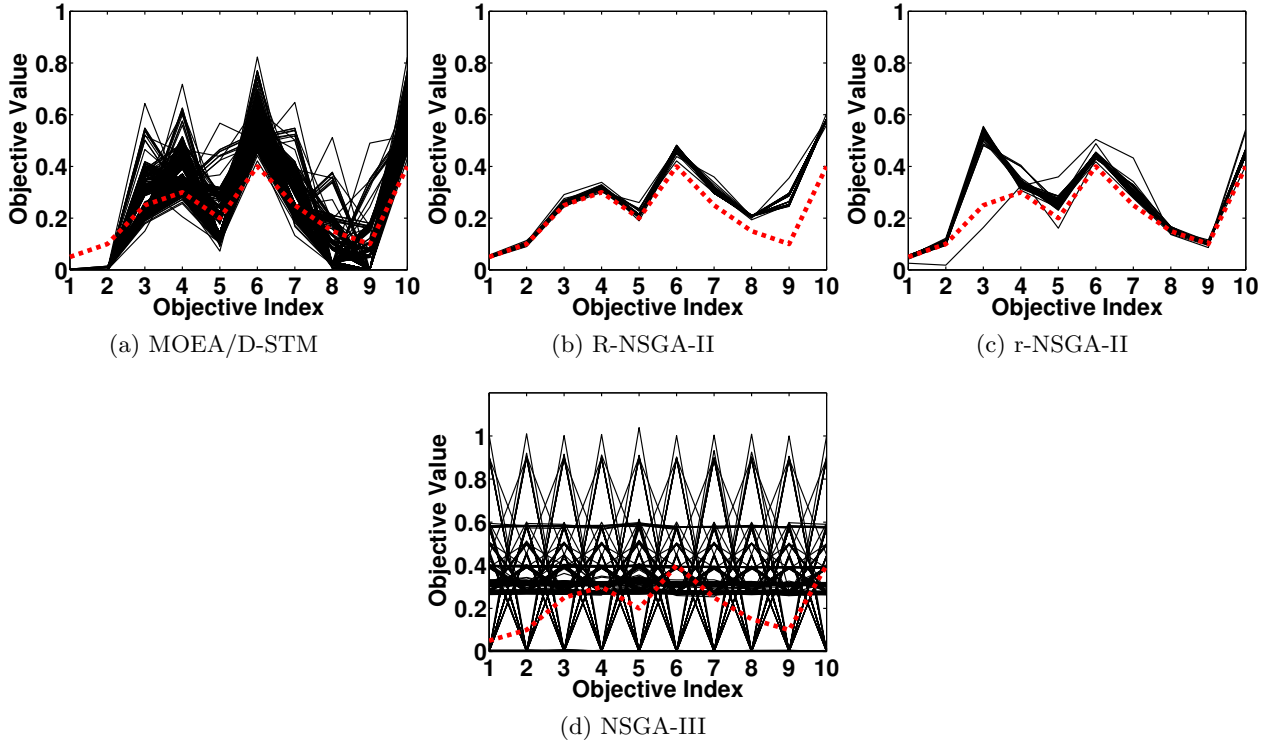 1
0.8
0.6
0.4
0.2
0
Objective Value
1 2 3 4 5 6 7 8 9 10
Objective Index
(a) MOEA/D-STM
1
0.8
0.6
0.4
0.2
0
Objective Value
1 2 3 4 5 6 7 8 9 10
Objective Index
(b) R-NSGA-II
1
0.8
0.6
0.4
0.2
0
Objective Value
1 2 3 4 5 6 7 8 9 10
Objective Index
(c) r-NSGA-II
1
0.8
0.6
0.4
0.2
0
Objective Value
1 2 3 4 5 6 7 8 9 10
Objective Index
(d) NSGA-III